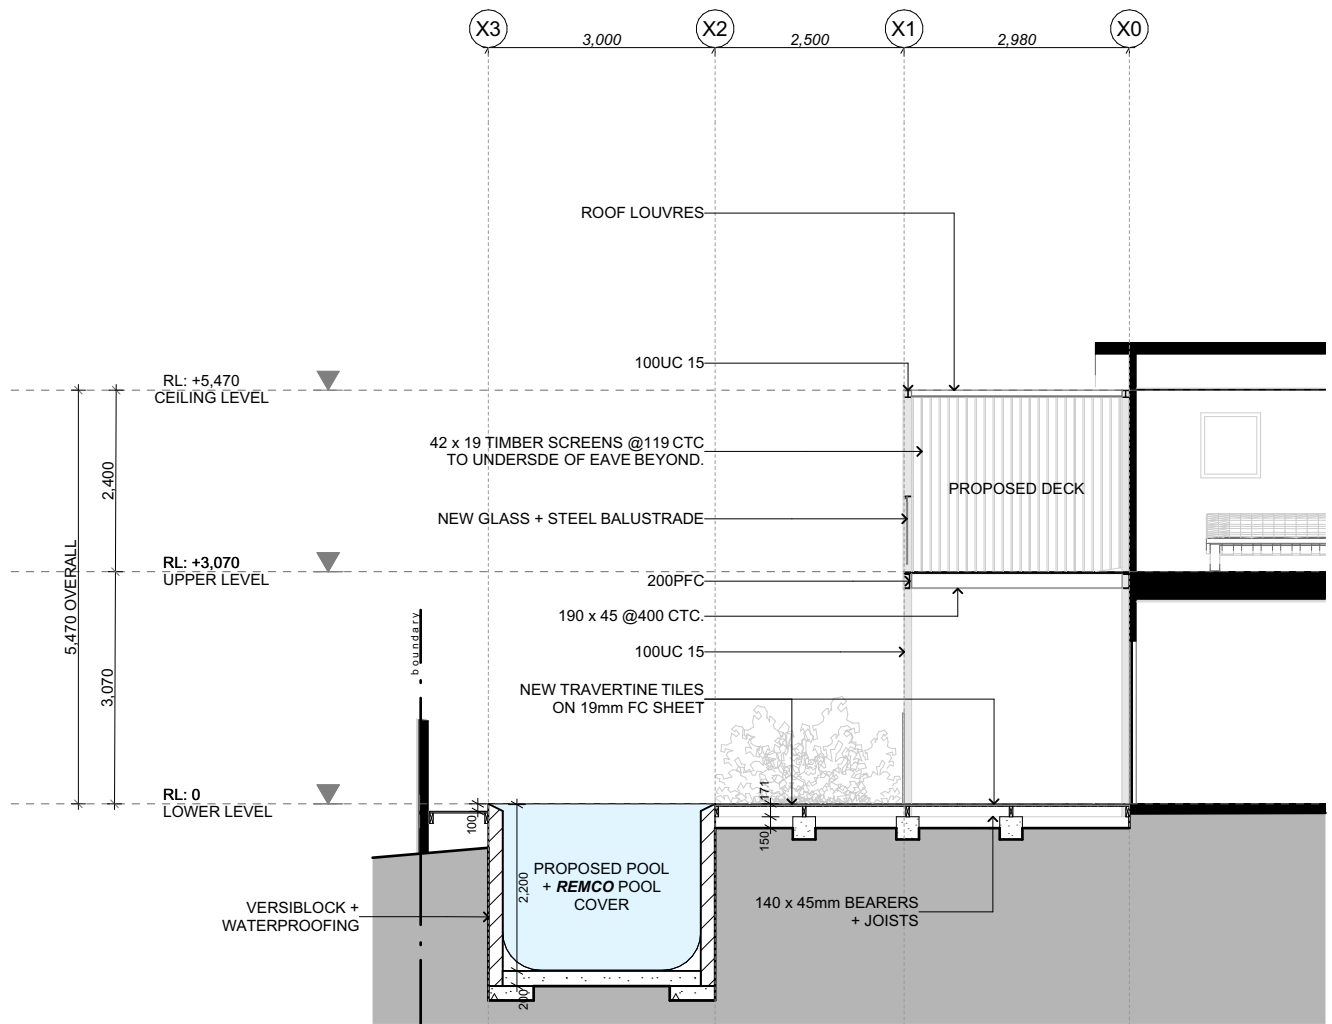 X3
X2
X1
X0
3,000
2,500
2,980
ROOF LOUVRES
100UC 15
RL: +5,470
CEILING LEVEL
42 x 19 TIMBER SCREENS @119 CTC
TO UNDERSDE OF EAVE BEYOND.
2,400
PROPOSED DECK
NEW GLASS + STEEL BALUSTRADE
5,470 OVERALL
RL: +3,070
UPPER LEVEL
200PFC
190 x 45 @400 CTC.
boundary
100UC 15
3,070
NEW TRAVERTINE TILES
ON 19mm FC SHEET
RL: 0
LOWER LEVEL
171
100
150
PROPOSED POOL
+ REMCO POOL
COVER
2,200
VERSIBLOCK +
WATERPROOFING
140 x 45mm BEARERS
+ JOISTS
200